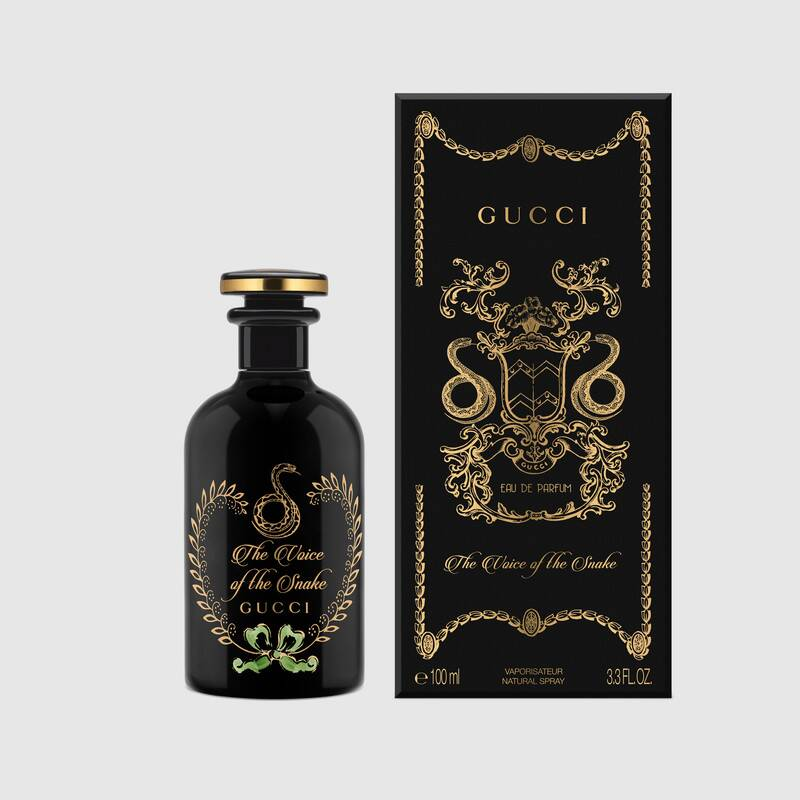 The Voice
of the Snake
GUCCI
GUCCI
GUCCI
EAU DE PARFUM
The Voice of the Snake
℮ 100 ml
VAPORISATEUR
NATURAL SPRAY
3.3 FL.OZ.